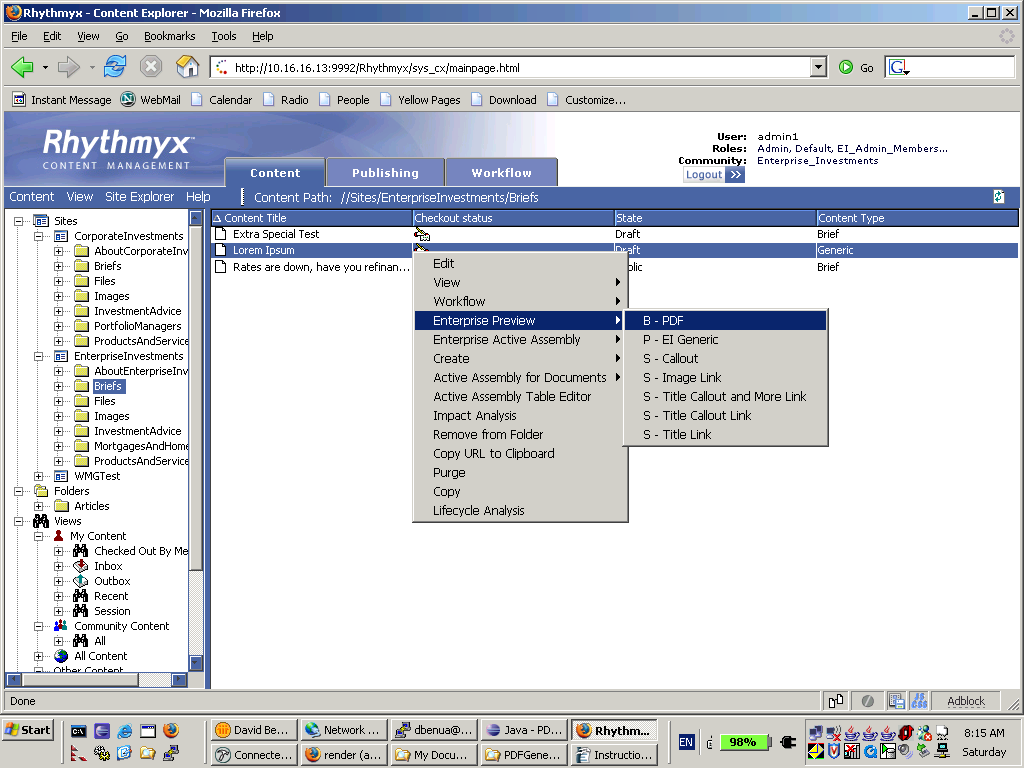 Rhythmyx - Content Explorer - Mozilla Firefox
File Edit View Go Bookmarks Tools Help
http://10.16.16.13:9992/Rhythmyx/sys_cx/mainpage.html Go G
Instant Message WebMail Calendar Radio People Yellow Pages Download Customize...
Rhythmyx
CONTENT MANAGEMENT
Content Publishing Workflow
User: admin1
Roles: Admin, Default, EI_Admin_Members...
Community: Enterprise_Investments
Logout >>
Content View Site Explorer Help Content Path: //Sites/EnterpriseInvestments/Briefs
Sites
CorporateInvestments
AboutCorporateInv
Briefs
Files
Images
InvestmentAdvice
PortfolioManagers
ProductsAndService
EnterpriseInvestments
AboutEnterpriseInv
Briefs
Files
Images
InvestmentAdvice
MortgagesAndHome
ProductsAndService
WMGTest
Folders
Articles
Views
My Content
Checked Out By Me
Inbox
Outbox
Recent
Session
Community Content
All
All Content
Other Content
Content Title Checkout status State Content Type
Extra Special Test Draft Brief
Lorem Ipsum Draft Generic
Rates are down, have you refinan... blic Brief
Edit
View
Workflow
Enterprise Preview
Enterprise Active Assembly
Create
Active Assembly for Documents
Active Assembly Table Editor
Impact Analysis
Remove from Folder
Copy URL to Clipboard
Purge
Copy
Lifecycle Analysis
B - PDF
P - EI Generic
S - Callout
S - Image Link
S - Title Callout and More Link
S - Title Callout Link
S - Title Link
Done Adblock
Start David Be... Network ... dbenua@... Java - PD... Rhythm... EN 98% 8:15 AM
Connecte... render (a... My Docu... PDFGene... Instructio... Saturday